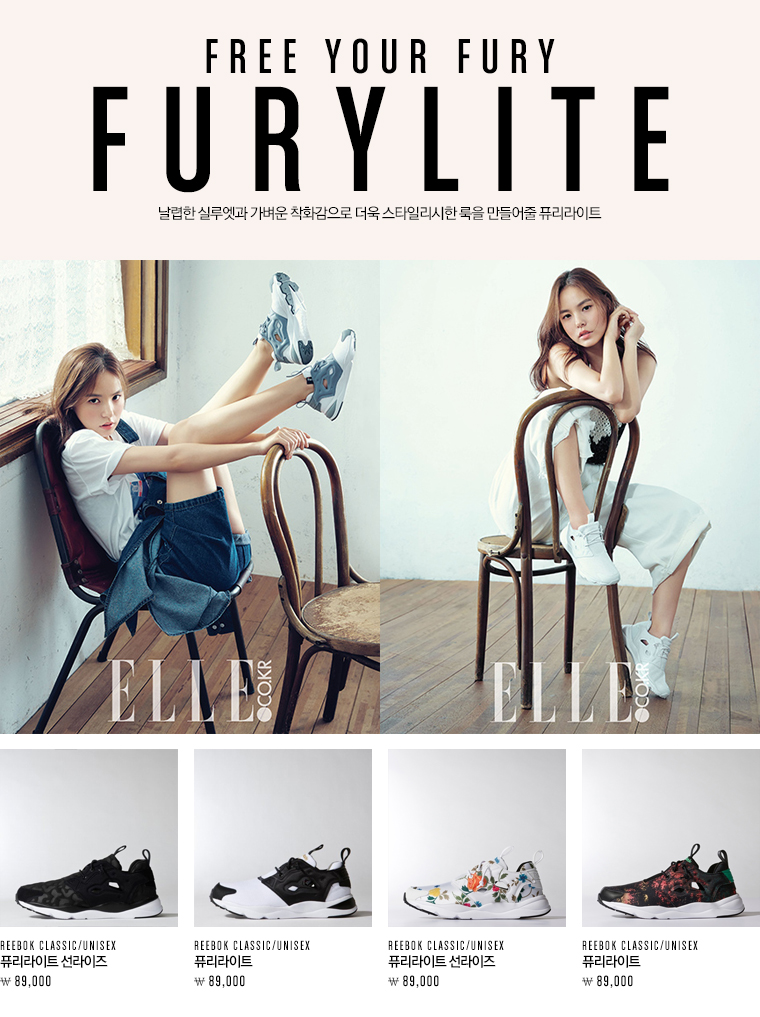 FREE YOUR FURY
FURYLITE
날렵한 실루엣과 가벼운 착화감으로 더욱 스타일리시한 룩을 만들어줄 퓨리라이트
ELLE.CO.KR
ELLE.CO.KR
REEBOK CLASSIC/UNISEX
퓨리라이트 선라이즈
₩ 89,000
REEBOK CLASSIC/UNISEX
퓨리라이트
₩ 89,000
REEBOK CLASSIC/UNISEX
퓨리라이트 선라이즈
₩ 89,000
REEBOK CLASSIC/UNISEX
퓨리라이트
₩ 89,000